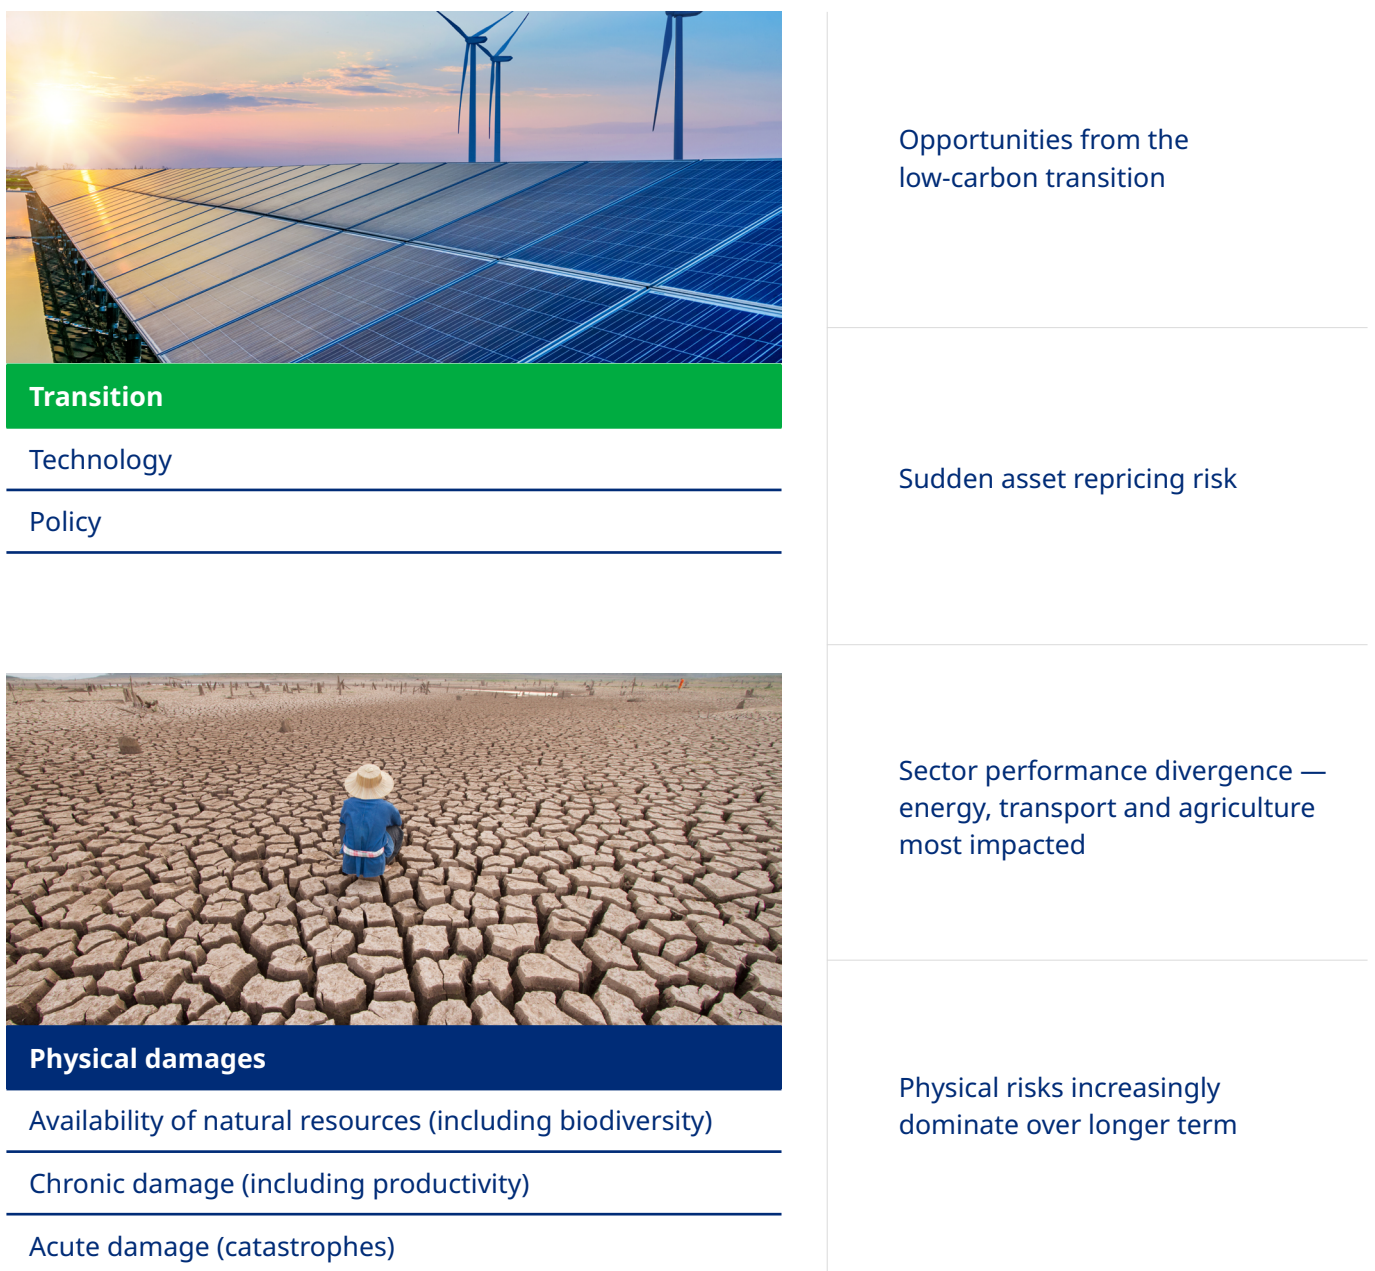 Transition
Technology
Policy
Physical damages
Availability of natural resources (including biodiversity)
Chronic damage (including productivity)
Acute damage (catastrophes)
Opportunities from the
low-carbon transition
Sudden asset repricing risk
Sector performance divergence —
energy, transport and agriculture
most impacted
Physical risks increasingly
dominate over longer term